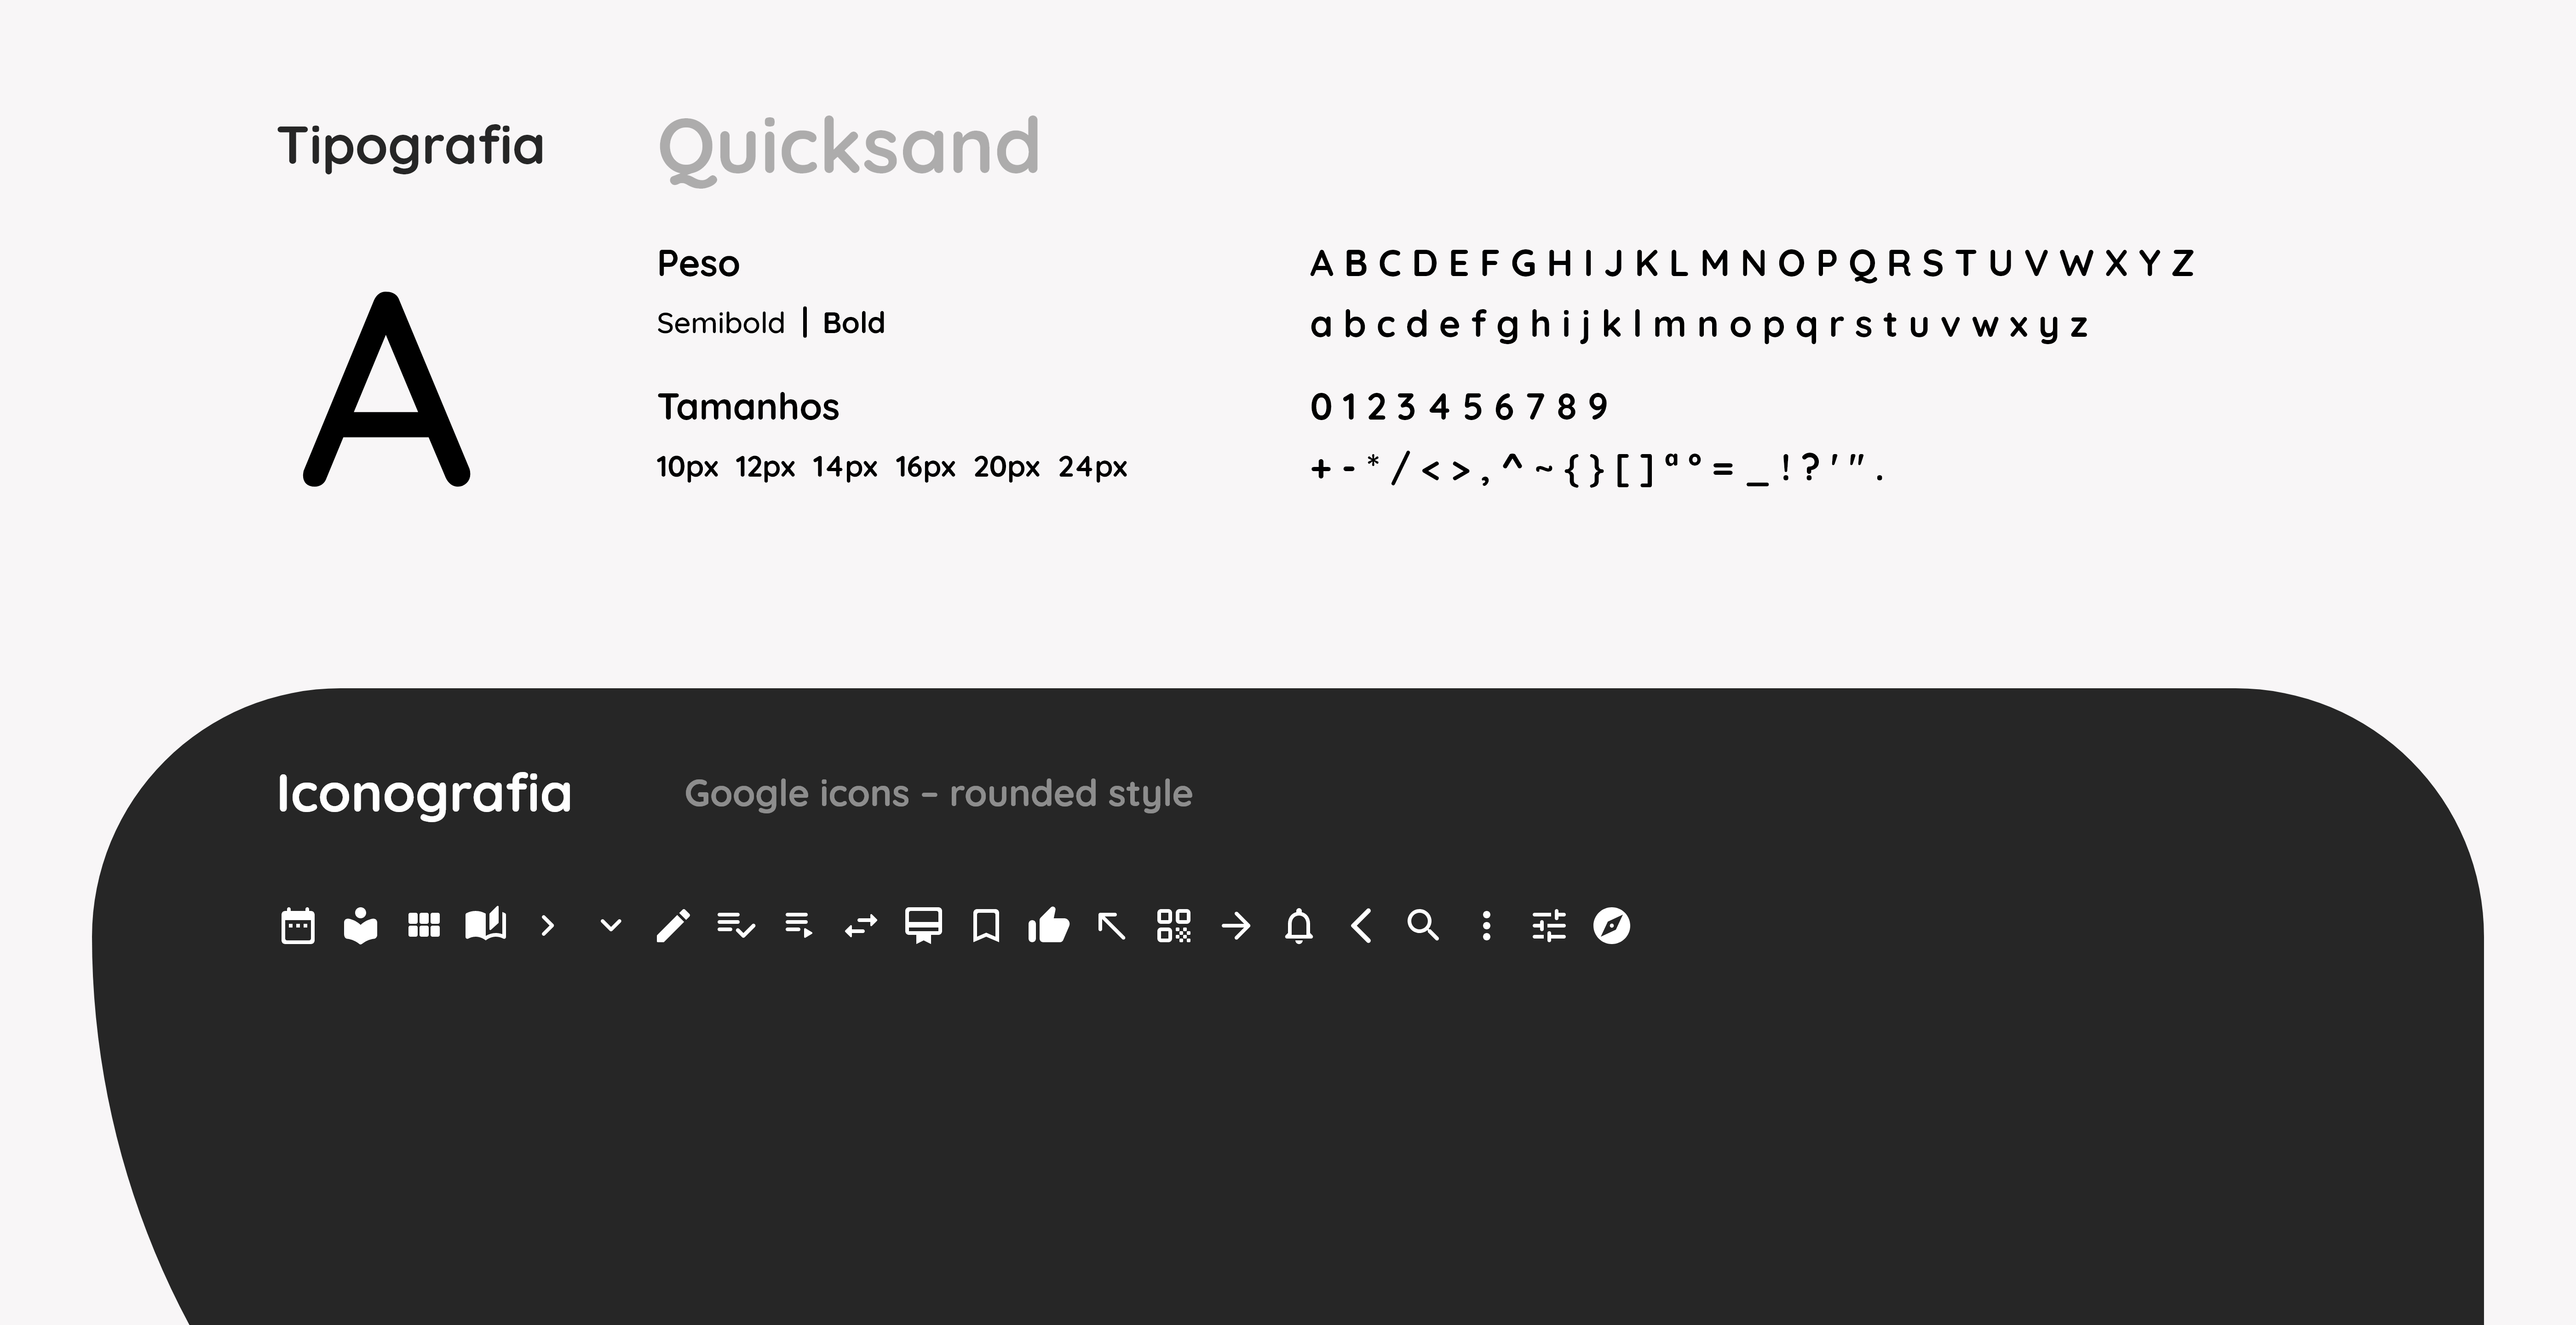 Tipografia
Quicksand
A
Peso
Semibold | Bold
Tamanhos
10px 12px 14px 16px 20px 24px
A B C D E F G H I J K L M N O P Q R S T U V W X Y Z
a b c d e f g h i j k l m n o p q r s t u v w x y z
0 1 2 3 4 5 6 7 8 9
+ - * / < > , ^ ~ { } [ ] ª º = _ ! ? ' " .
Iconografia
Google icons – rounded style